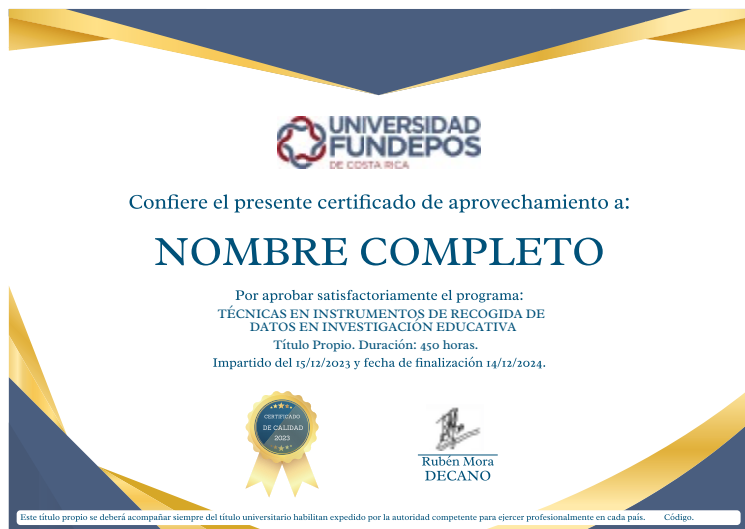 UNIVERSIDAD
FUNDEPOS
DE COSTA RICA
Confiere el presente certificado de aprovechamiento a:
NOMBRE COMPLETO
Por aprobar satisfactoriamente el programa:
TÉCNICAS EN INSTRUMENTOS DE RECOGIDA DE
DATOS EN INVESTIGACIÓN EDUCATIVA
Título Propio. Duración: 450 horas.
Impartido del 15/12/2023 y fecha de finalización 14/12/2024.
CERTIFICADO
DE CALIDAD
2023
Rubén Mora
DECANO
Este título propio se deberá acompañar siempre del título universitario habilitan expedido por la autoridad competente para ejercer profesionalmente en cada país. Código.